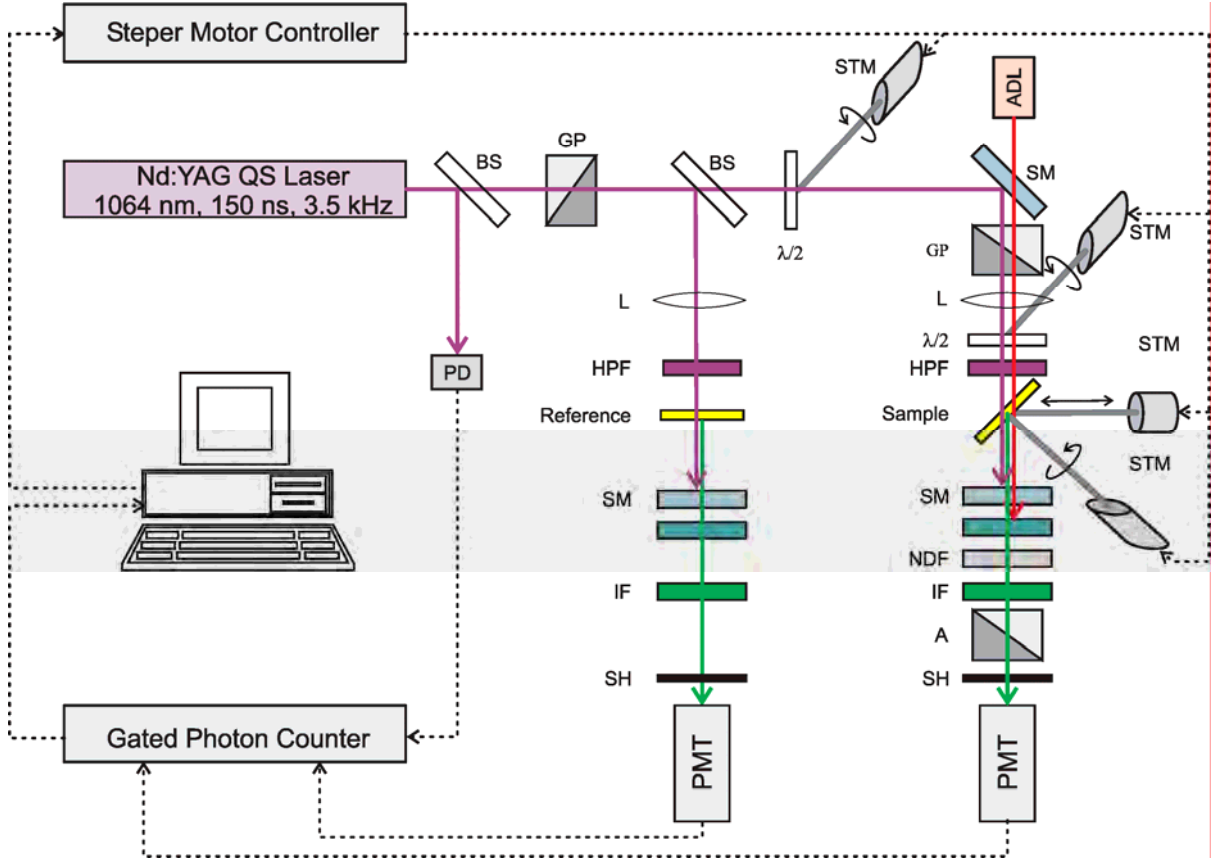 Steper Motor Controller
STM
ADL
Nd:YAG QS Laser
1064 nm, 150 ns, 3.5 kHz
BS
GP
BS
SM
λ/2
STM
GP
L
L
λ/2
STM
PD
HPF
HPF
Reference
Sample
STM
SM
SM
NDF
IF
IF
A
SH
SH
Gated Photon Counter
PMT
PMT